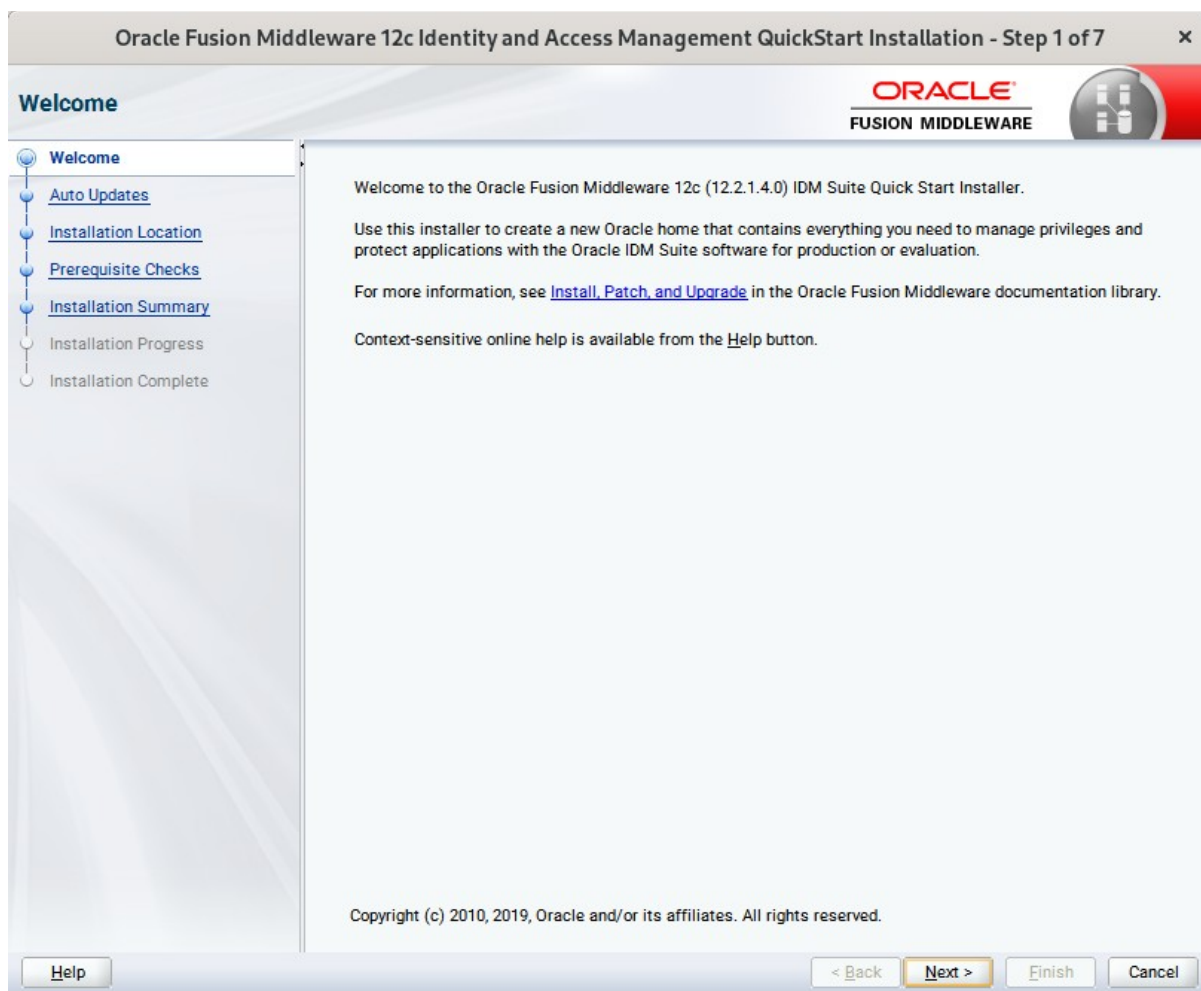 Oracle Fusion Middleware 12c Identity and Access Management QuickStart Installation - Step 1 of 7
Welcome
ORACLE
FUSION MIDDLEWARE
Welcome
Auto Updates
Installation Location
Prerequisite Checks
Installation Summary
Installation Progress
Installation Complete
Welcome to the Oracle Fusion Middleware 12c (12.2.1.4.0) IDM Suite Quick Start Installer.
Use this installer to create a new Oracle home that contains everything you need to manage privileges and
protect applications with the Oracle IDM Suite software for production or evaluation.
For more information, see Install, Patch, and Upgrade in the Oracle Fusion Middleware documentation library.
Context-sensitive online help is available from the Help button.
Copyright (c) 2010, 2019, Oracle and/or its affiliates. All rights reserved.
Help
< Back
Next >
Finish
Cancel